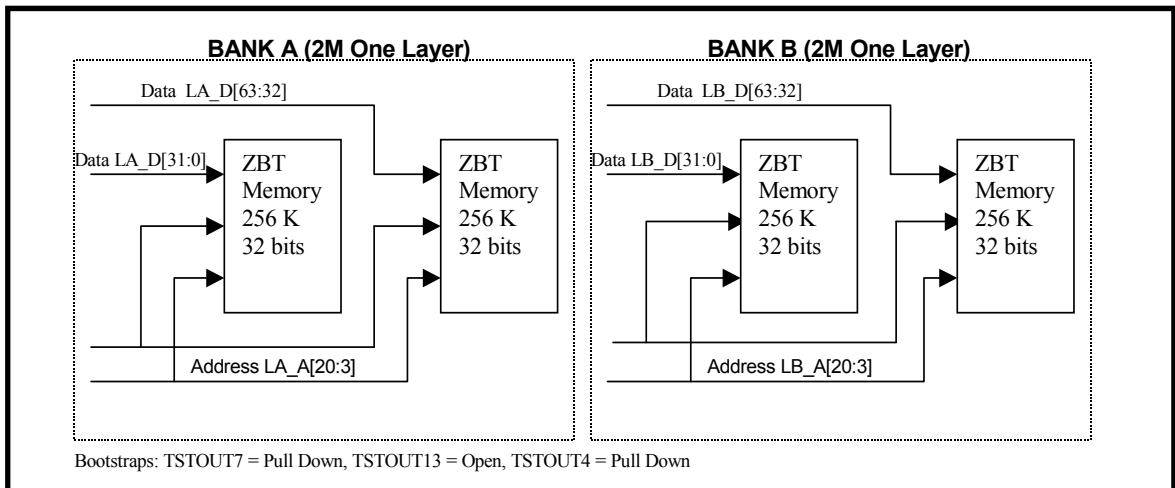 BANK A (2M One Layer)
Data LA_D[63:32]
Data LA_D[31:0]
ZBT
Memory
256 K
32 bits
ZBT
Memory
256 K
32 bits
Address LA_A[20:3]
BANK B (2M One Layer)
Data LB_D[63:32]
Data LB_D[31:0]
ZBT
Memory
256 K
32 bits
ZBT
Memory
256 K
32 bits
Address LB_A[20:3]
Bootstraps: TSTOUT7 = Pull Down, TSTOUT13 = Open, TSTOUT4 = Pull Down